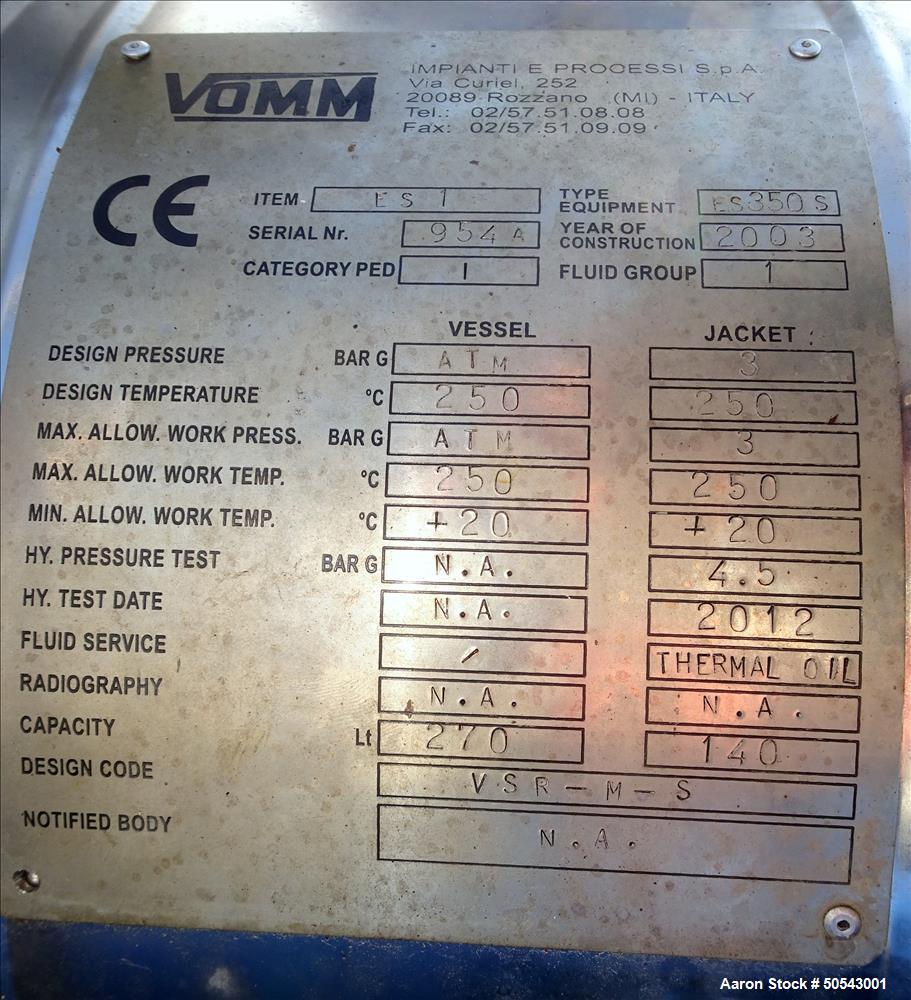 VOMM
IMPIANTI E PROCESSI S.p.A.
Via Curiel, 252
20089 Rozzano (MI) - ITALY
Tel.: 02/57.51.08.08
Fax: 02/57.51.09.09
CE
ITEM ES1 TYPE EQUIPMENT ES350S
SERIAL Nr. 954A YEAR OF CONSTRUCTION 2003
CATEGORY PED I FLUID GROUP 1
VESSEL JACKET
DESIGN PRESSURE BAR G ATM 3
DESIGN TEMPERATURE °C 250 250
MAX. ALLOW. WORK PRESS. BAR G ATM 3
MAX. ALLOW. WORK TEMP. °C 250 250
MIN. ALLOW. WORK TEMP. °C +20 +20
HY. PRESSURE TEST BAR G N.A. 4.5
HY. TEST DATE N.A. 2012
FLUID SERVICE / THERMAL OIL
RADIOGRAPHY N.A. N.A.
CAPACITY Lt 270 140
DESIGN CODE VSR-M-S
NOTIFIED BODY N.A.
Aaron Stock # 50543001